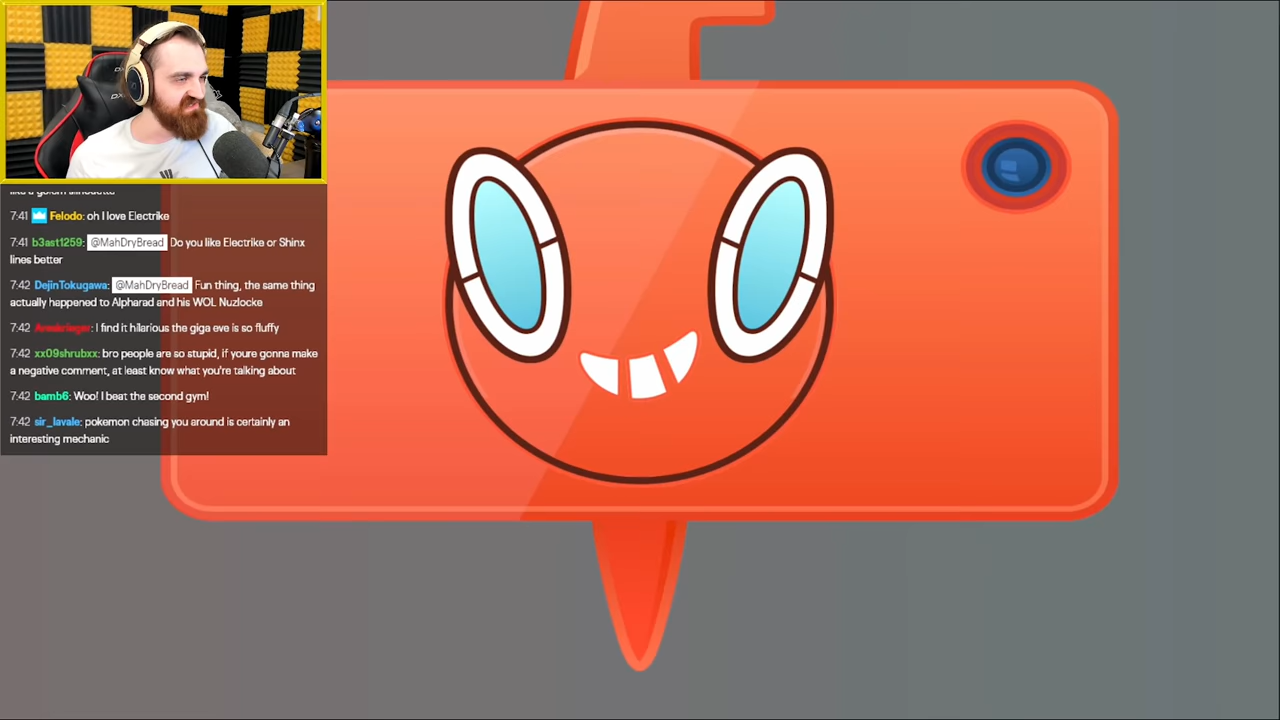 like a golem silhouette
7:41 Felodo: oh I love Electrike
7:41 b3ast1259: @MahDryBread Do you like Electrike or Shinx
lines better
7:42 DejinTokugawa: @MahDryBread Fun thing, the same thing
actually happened to Alpharad and his WOL Nuzlocke
7:42 : I find it hilarious the giga eve is so fluffy
7:42 xx09shrubxx: bro people are so stupid, if youre gonna make
a negative comment, at least know what you're talking about
7:42 bamb6: Woo! I beat the second gym!
7:42 sir_lavale: pokemon chasing you around is certainly an
interesting mechanic